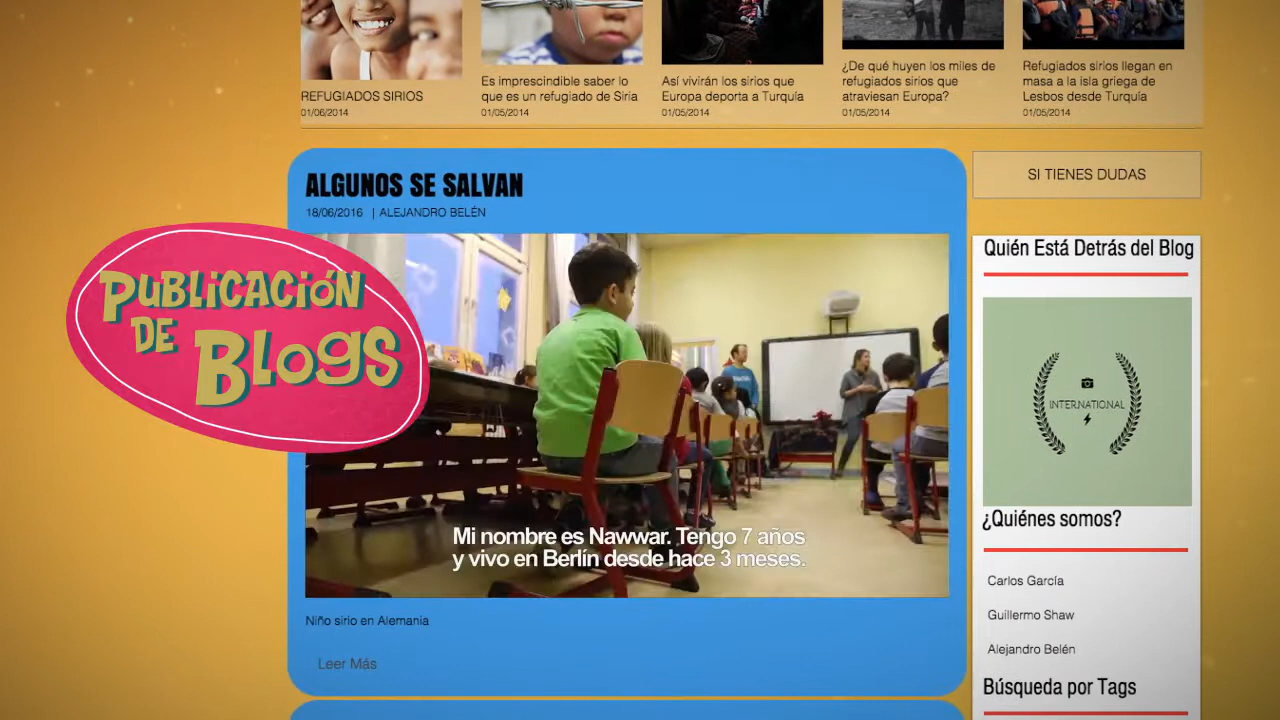 REFUGIADOS SIRIOS
01/06/2014
Es imprescindible saber lo
que es un refugiado de Siria
01/05/2014
Así vivirán los sirios que
Europa deporta a Turquía
01/05/2014
¿De qué huyen los miles de
refugiados sirios que
atraviesan Europa?
01/05/2014
Refugiados sirios llegan en
masa a la isla griega de
Lesbos desde Turquía
01/05/2014
ALGUNOS SE SALVAN
18/06/2016 | ALEJANDRO BELÉN
PUBLICACIÓN
DE BLOGS
Mi nombre es Nawwar. Tengo 7 años
y vivo en Berlín desde hace 3 meses.
Niño sirio en Alemania
Leer Más
SI TIENES DUDAS
Quién Está Detrás del Blog
INTERNATIONAL
¿Quiénes somos?
Carlos García
Guillermo Shaw
Alejandro Belén
Búsqueda por Tags